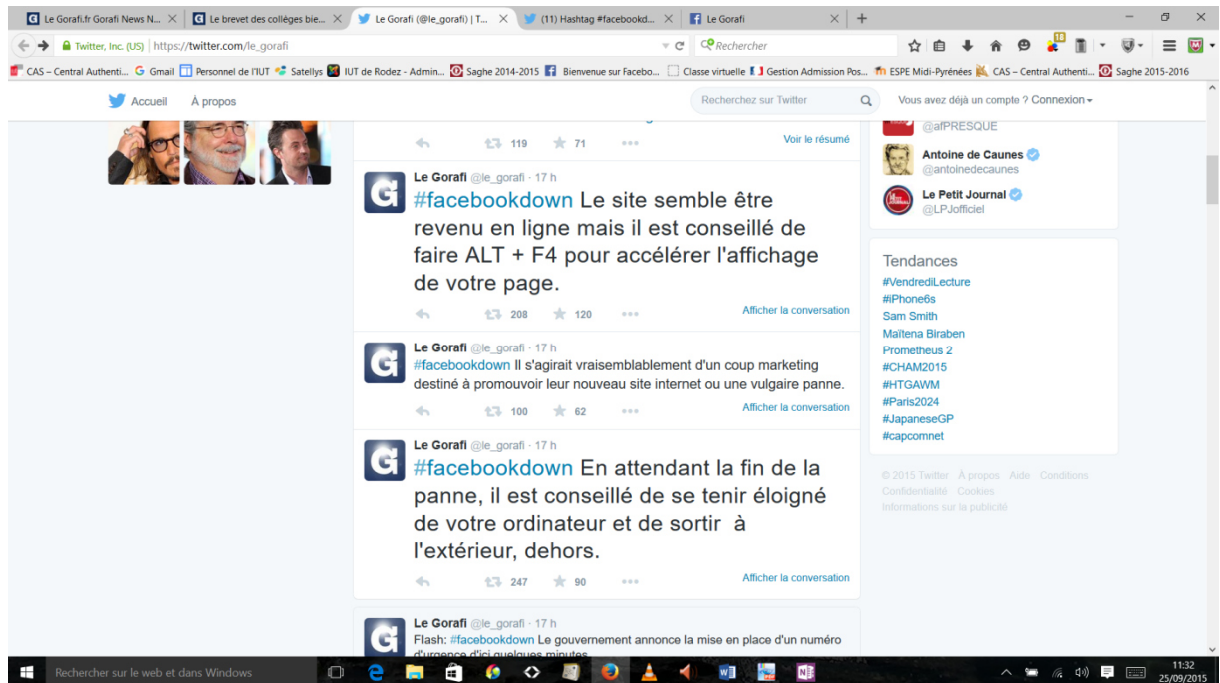 Le Gorafi.fr Gorafi News N...
Le brevet des collèges bie...
Le Gorafi (@le_gorafi) | T...
(11) Hashtag #facebookd...
Le Gorafi
Twitter, Inc. (US) https://twitter.com/le_gorafi
Rechercher
18
CAS – Central Authenti... Gmail Personnel de l'IUT Satellys IUT de Rodez - Admin... Saghe 2014-2015 Bienvenue sur Facebo... Classe virtuelle Gestion Admission Pos... ESPE Midi-Pyrénées CAS – Central Authenti... Saghe 2015-2016
Accueil À propos
Recherchez sur Twitter
Vous avez déjà un compte ? Connexion
119 71 Voir le résumé
Le Gorafi @le_gorafi · 17 h
#facebookdown Le site semble être
revenu en ligne mais il est conseillé de
faire ALT + F4 pour accélérer l'affichage
de votre page.
208 120 Afficher la conversation
Le Gorafi @le_gorafi · 17 h
#facebookdown Il s'agirait vraisemblablement d'un coup marketing
destiné à promouvoir leur nouveau site internet ou une vulgaire panne.
100 62 Afficher la conversation
Le Gorafi @le_gorafi · 17 h
#facebookdown En attendant la fin de la
panne, il est conseillé de se tenir éloigné
de votre ordinateur et de sortir à
l'extérieur, dehors.
247 90 Afficher la conversation
Le Gorafi @le_gorafi · 17 h
Flash: #facebookdown Le gouvernement annonce la mise en place d'un numéro
d'urgence d'ici quelques minutes
@afPRESQUE
Antoine de Caunes
@antoinedecaunes
Le Petit Journal
@LPJofficiel
Tendances
#VendrediLecture
#iPhone6s
Sam Smith
Maïtena Biraben
Prometheus 2
#CHAM2015
#HTGAWM
#Paris2024
#JapaneseGP
#capcomnet
© 2015 Twitter À propos Aide Conditions
Confidentialité Cookies
Informations sur la publicité
Rechercher sur le web et dans Windows
11:32
25/09/2015